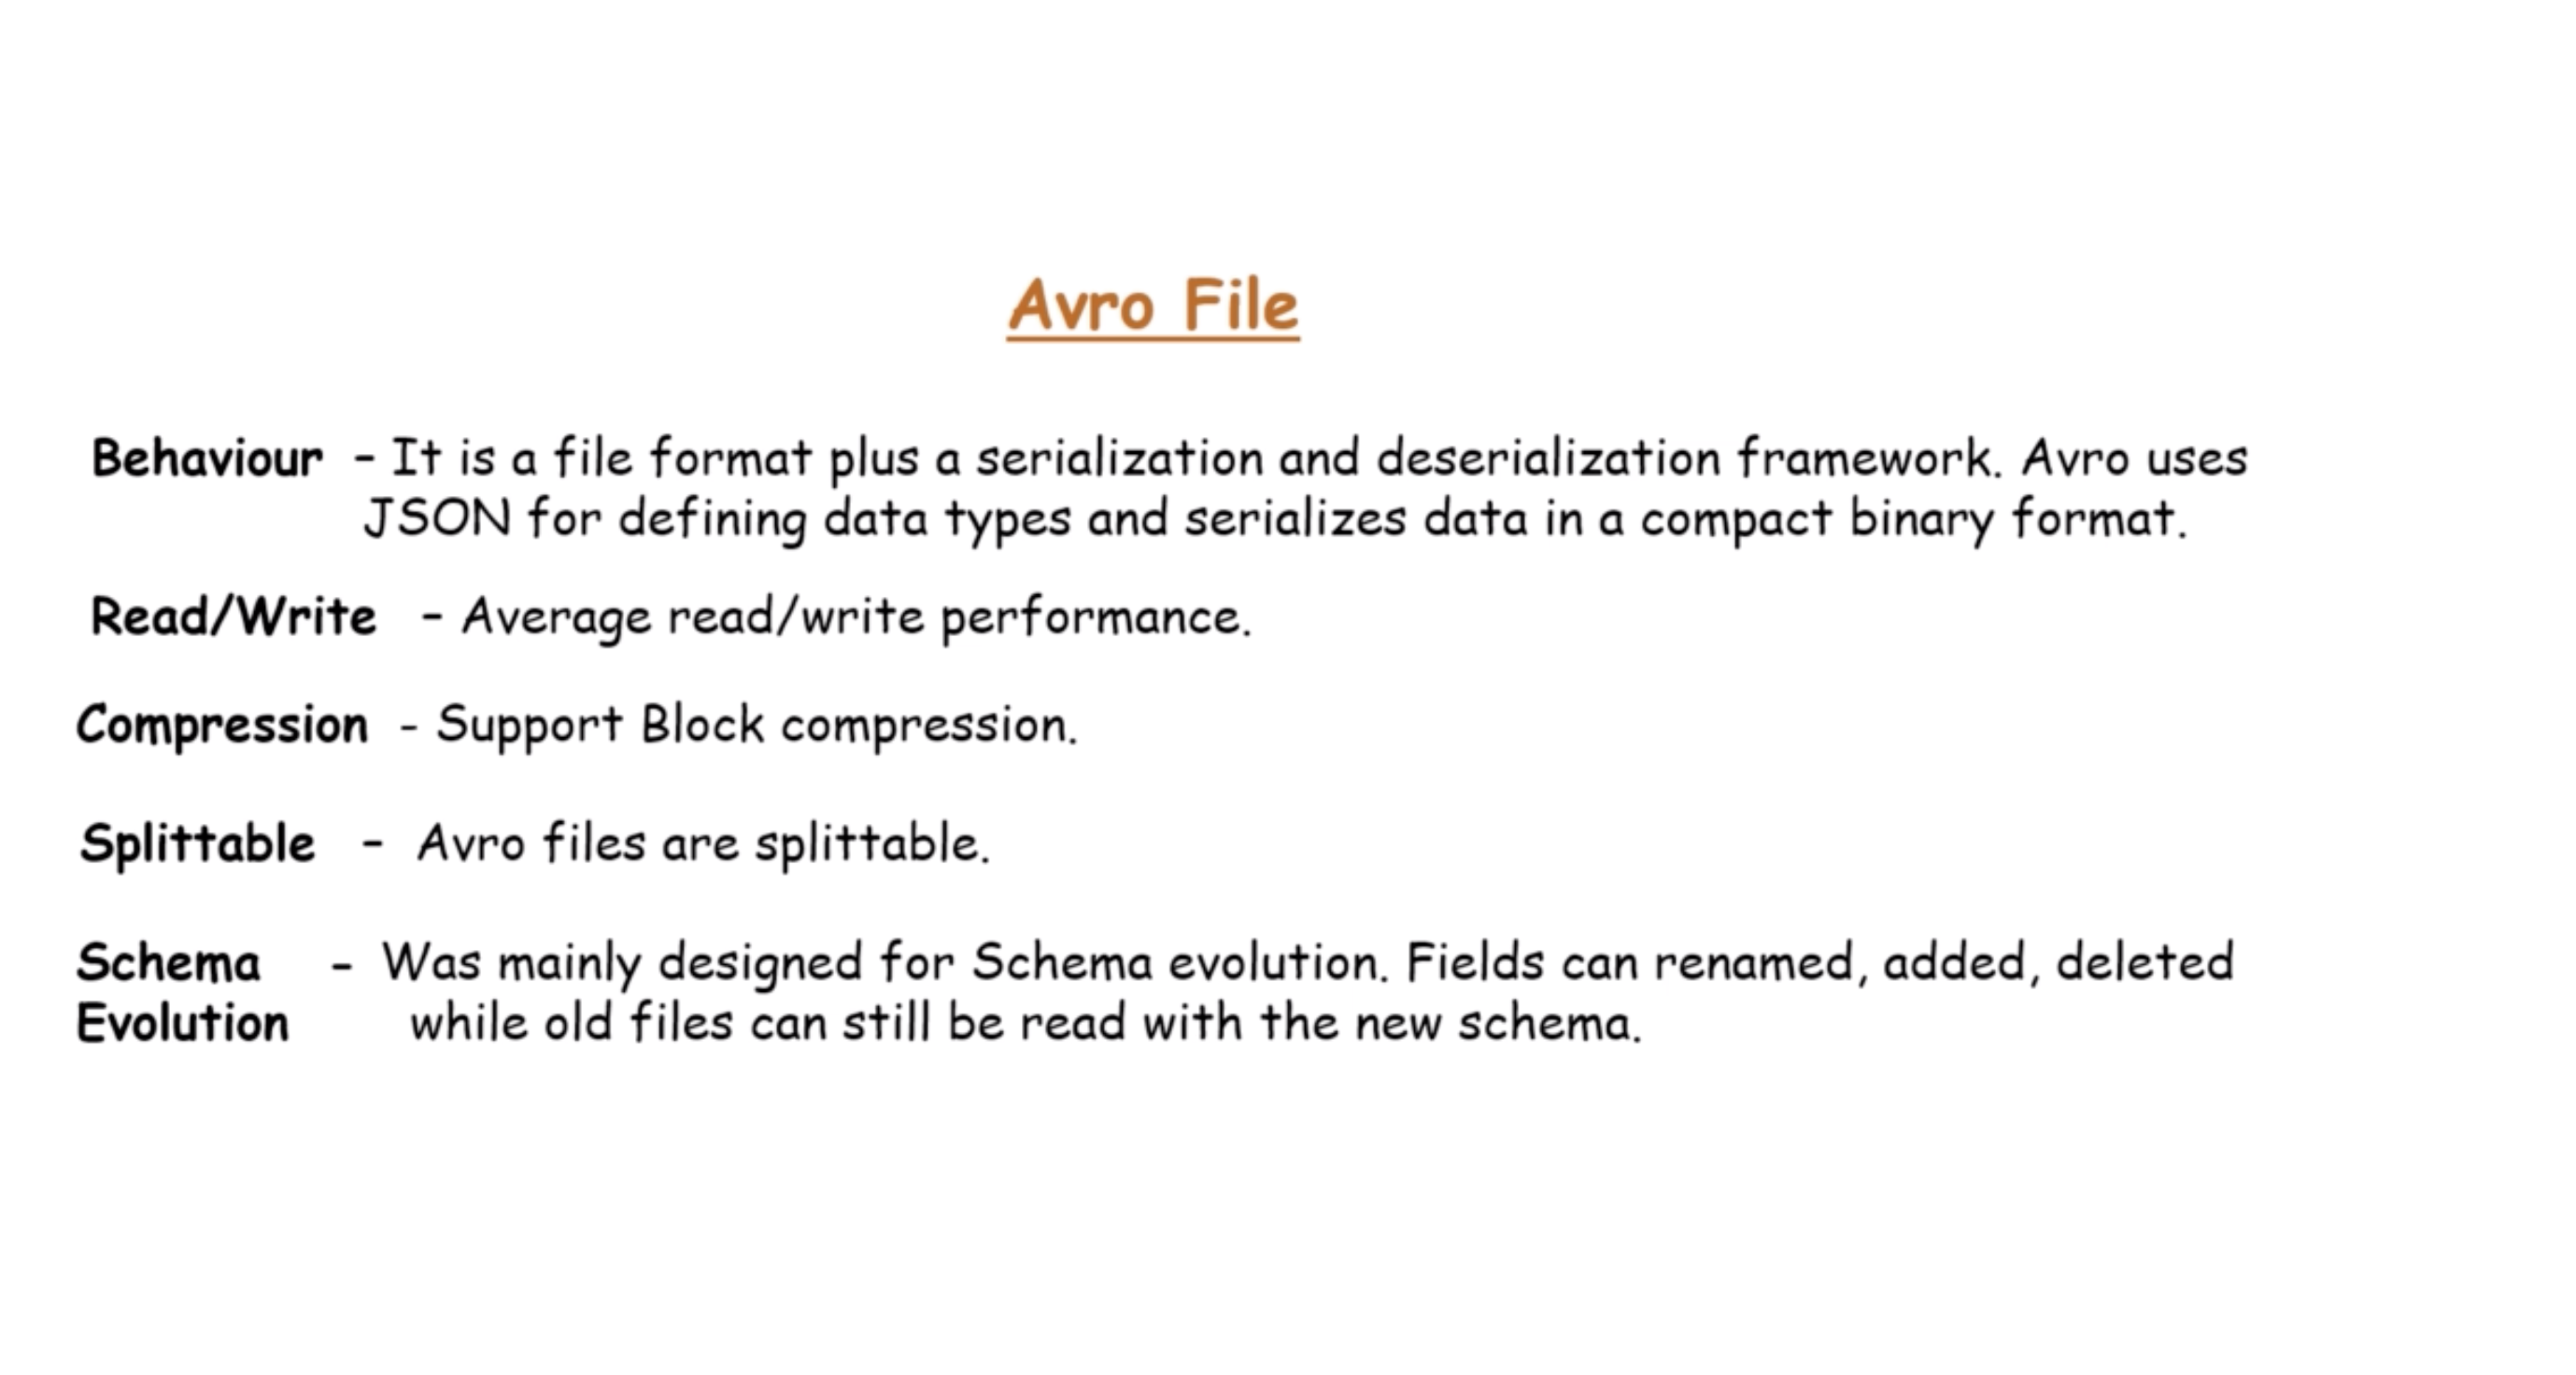 Avro File
Behaviour - It is a file format plus a serialization and deserialization framework. Avro uses
JSON for defining data types and serializes data in a compact binary format.
Read/Write - Average read/write performance.
Compression - Support Block compression.
Splittable - Avro files are splittable.
Schema - Was mainly designed for Schema evolution. Fields can renamed, added, deleted
Evolution while old files can still be read with the new schema.